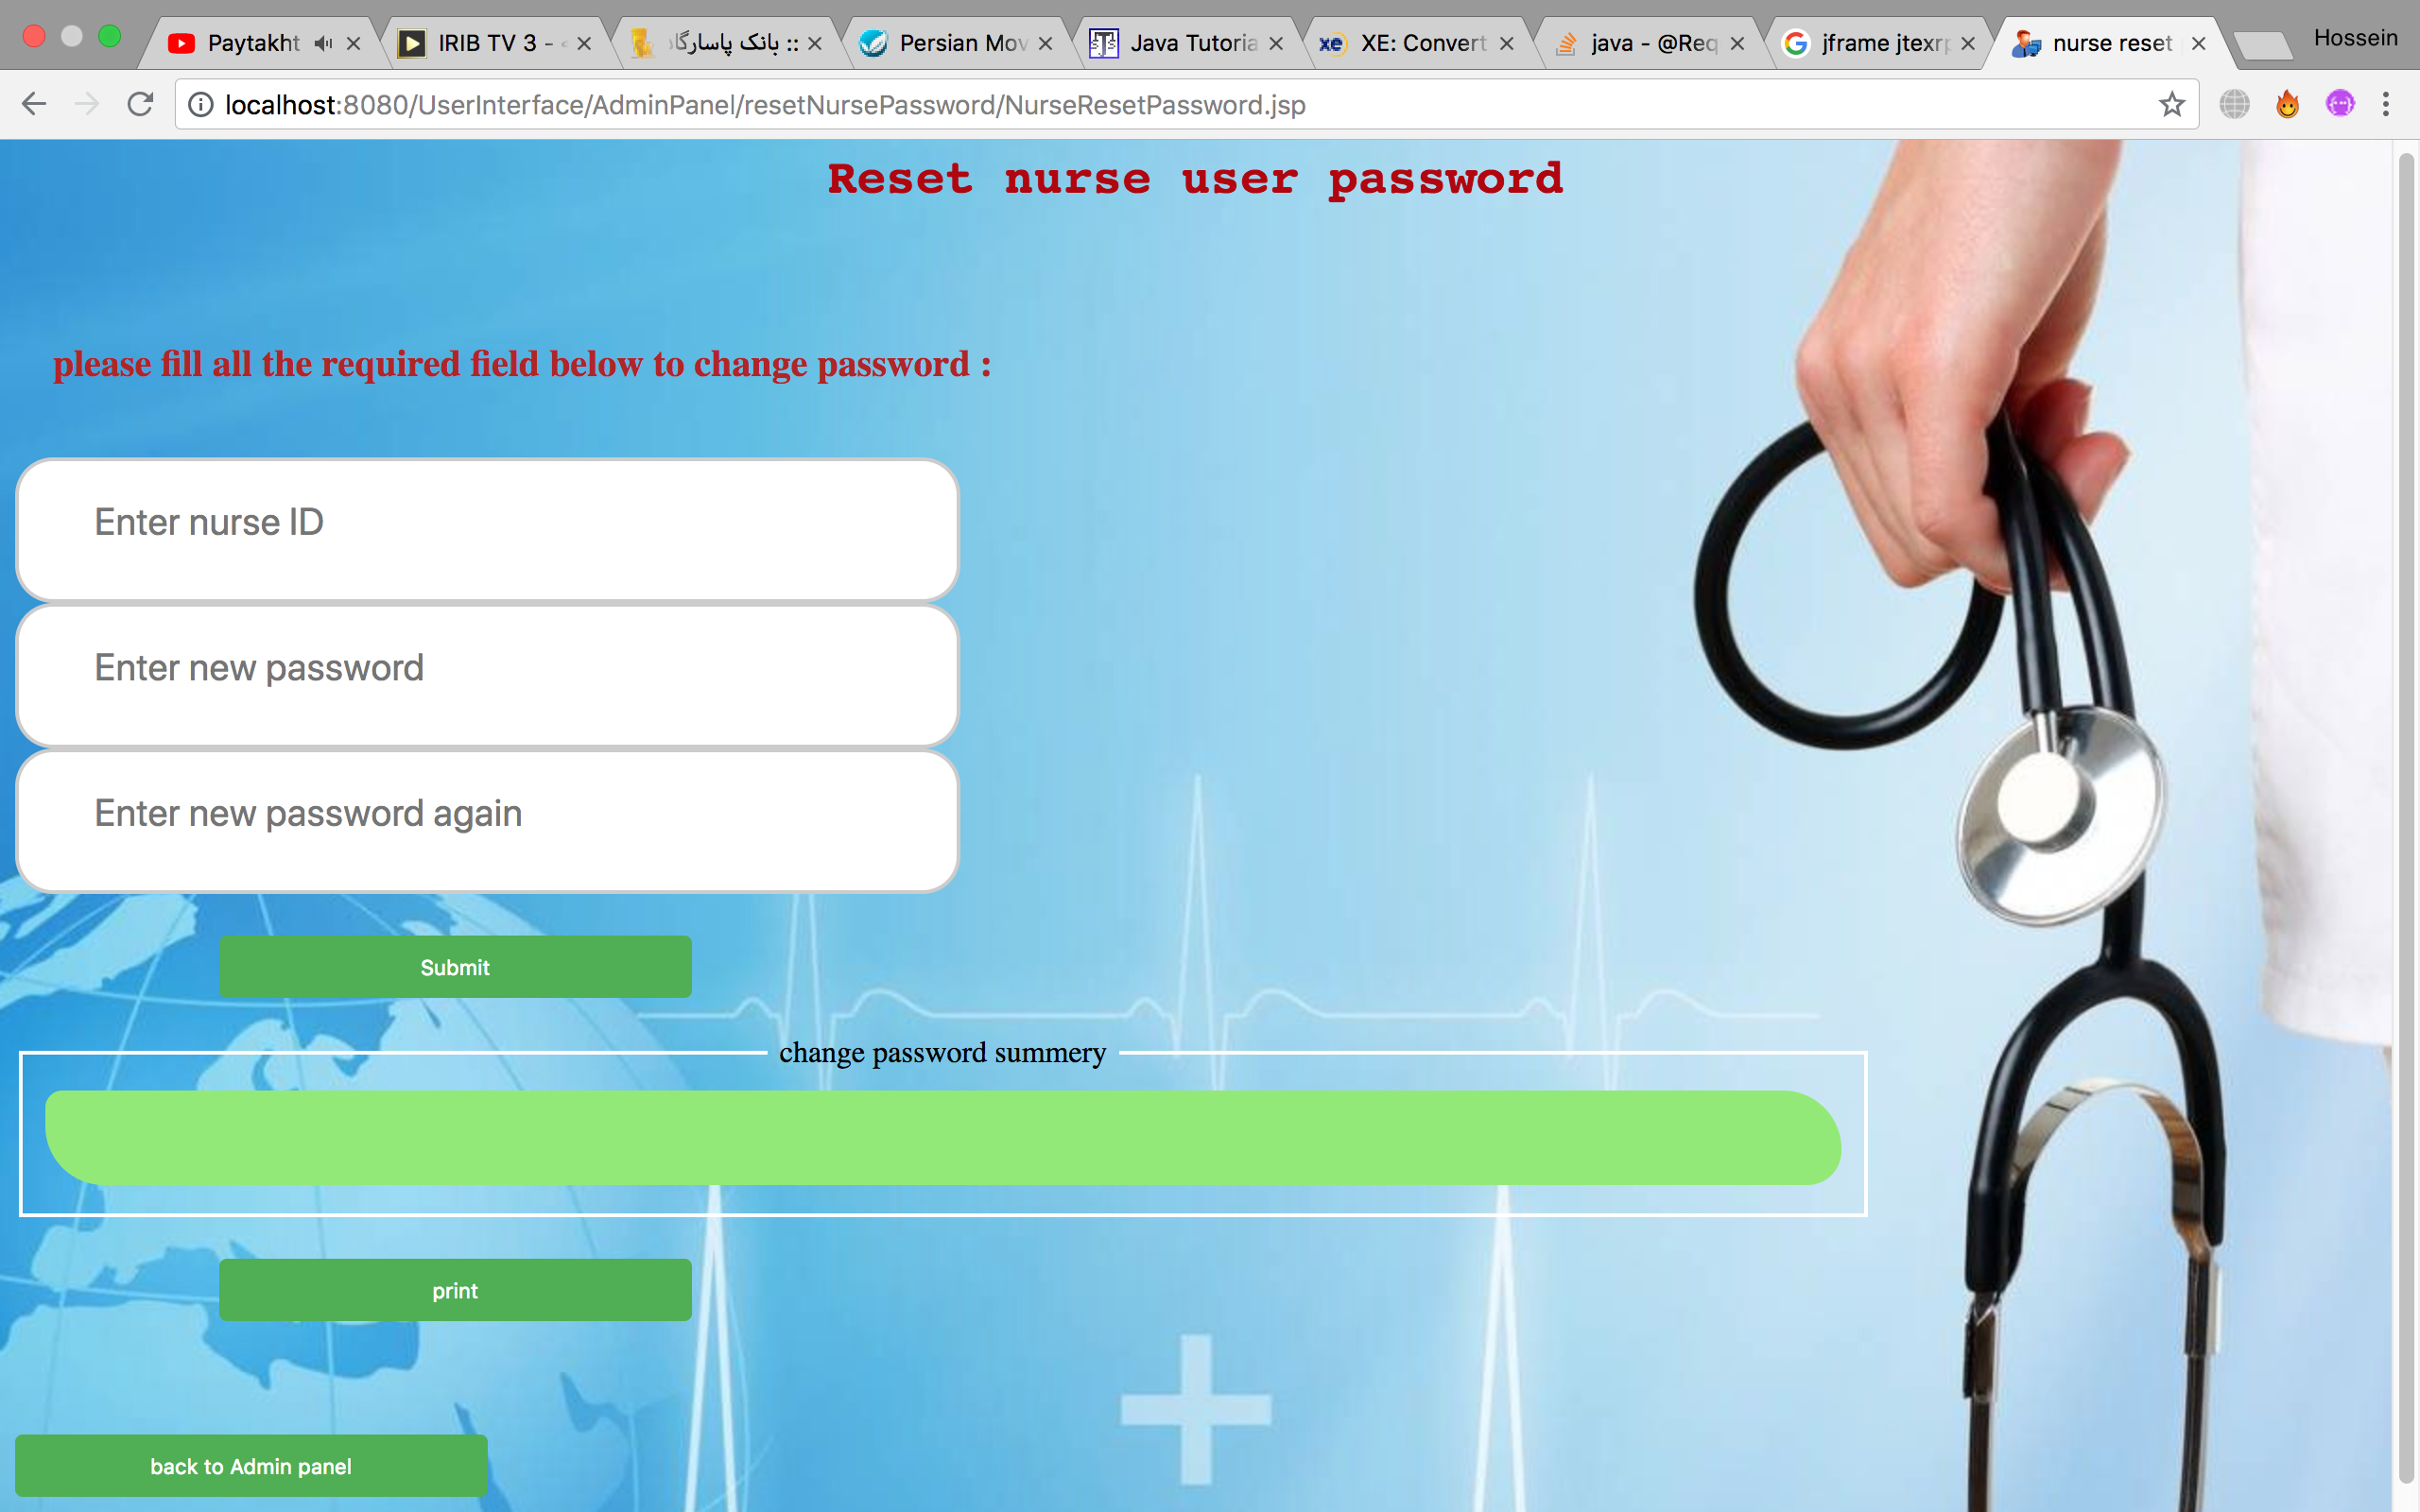 Paytakht
IRIB TV 3 -
بانک پاسارگا ::
Persian Mov
Java Tutoria
XE: Convert
java - @Req
jframe jtexr
nurse reset
Hossein
localhost:8080/UserInterface/AdminPanel/resetNursePassword/NurseResetPassword.jsp
Reset nurse user password
please fill all the required field below to change password :
Enter nurse ID
Enter new password
Enter new password again
Submit
change password summery
print
back to Admin panel